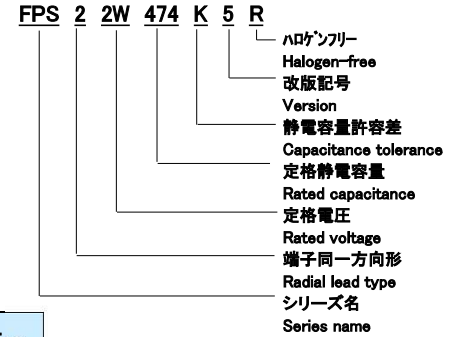 FPS 2 2W 474 K 5 R
ﾊﾛｹﾞﾝﾌﾘｰ
Halogen-free
改版記号
Version
静電容量許容差
Capacitance tolerance
定格静電容量
Rated capacitance
定格電圧
Rated voltage
端子同一方向形
Radial lead type
シリーズ名
Series name